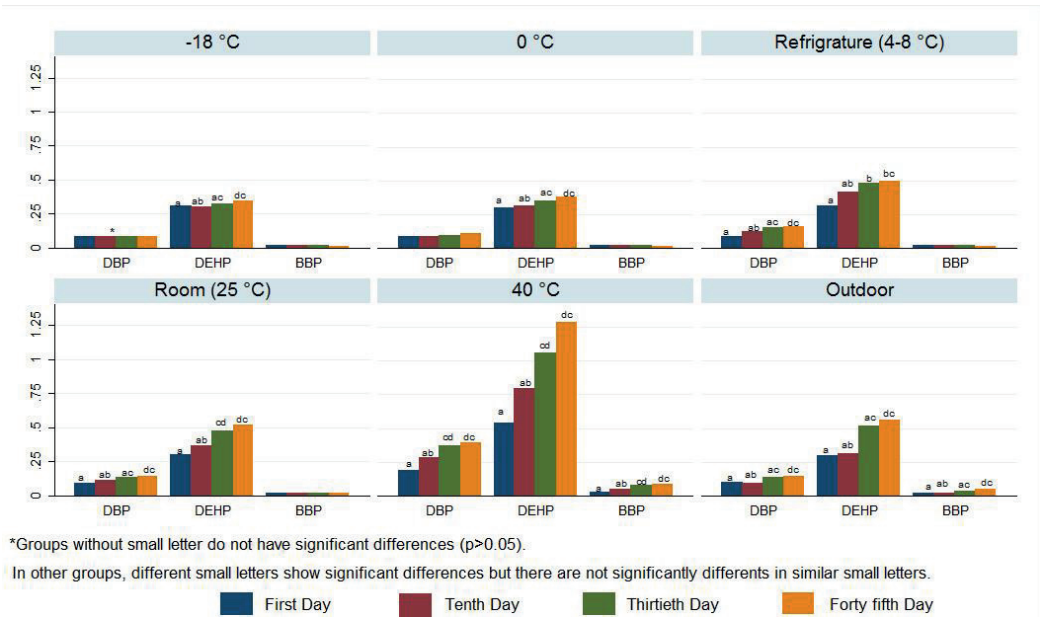 -18 °C
0 °C
Refrigrature (4-8 °C)
1.25
1
.75
.5
.25
0
*
a ab ac dc
a ab ac dc
a ab ac dc
a ab b bc
DBP DEHP BBP
DBP DEHP BBP
DBP DEHP BBP
Room (25 °C)
40 °C
Outdoor
1.25
1
.75
.5
.25
0
a ab ac dc
a ab cd dc
a ab cd dc
a ab cd dc
a ab cd dc
a ab ac dc
a ab ac dc
a ab ac dc
DBP DEHP BBP
DBP DEHP BBP
DBP DEHP BBP
*Groups without small letter do not have significant differences (p>0.05).
In other groups, different small letters show significant differences but there are not significantly differents in similar small letters.
First Day Tenth Day Thirtieth Day Forty fifth Day